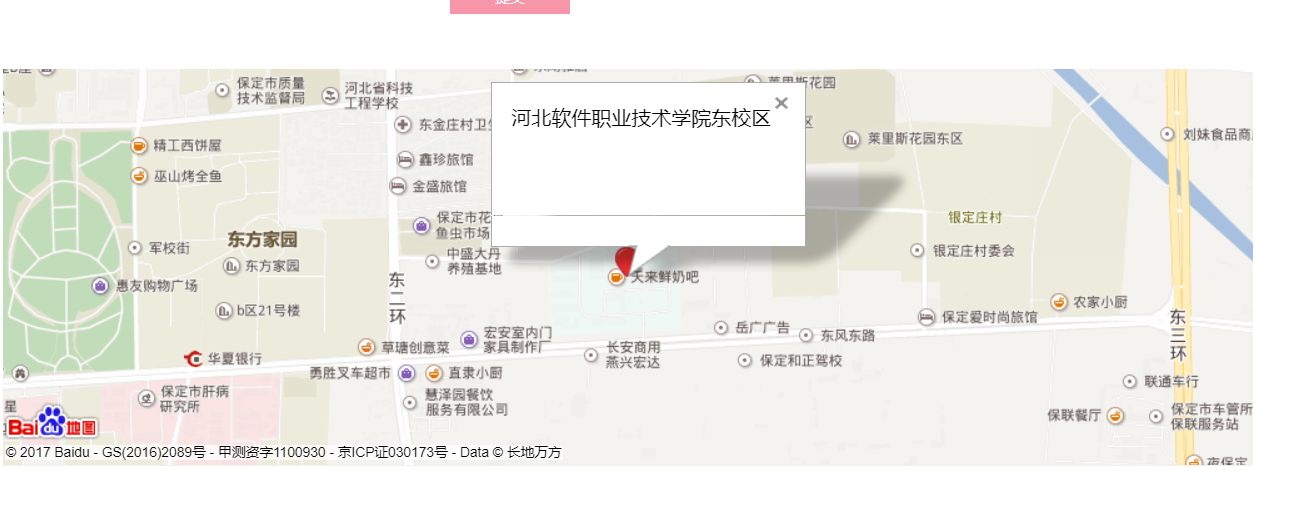 提交
保定市质量
技术监督局
河北省科技
工程学校
莱里斯花园
河北软件职业技术学院东校区
区
东金庄村卫
莱里斯花园东区
刘妹食品商
精工西饼屋
鑫珍旅馆
巫山烤全鱼
金盛旅馆
保定市花
鱼虫市场
银定庄村
东方家园
军校街
中盛大丹
养殖基地
银定庄村委会
东方家园
天来鲜奶吧
惠友购物广场
东二环
b区21号楼
农家小厨
保定爱时尚旅馆
东三环
岳广广告
东风东路
宏安室内门
家具制作厂
草塘创意菜
长安商用
燕兴宏达
华夏银行
保定和正驾校
勇胜叉车超市
直隶小厨
联通车行
保定市肝病
研究所
慧泽园餐饮
服务有限公司
保联餐厅
保定市车管所
保联服务站
星
Bai du 地图
© 2017 Baidu - GS(2016)2089号 - 甲测资字1100930 - 京ICP证030173号 - Data © 长地万方